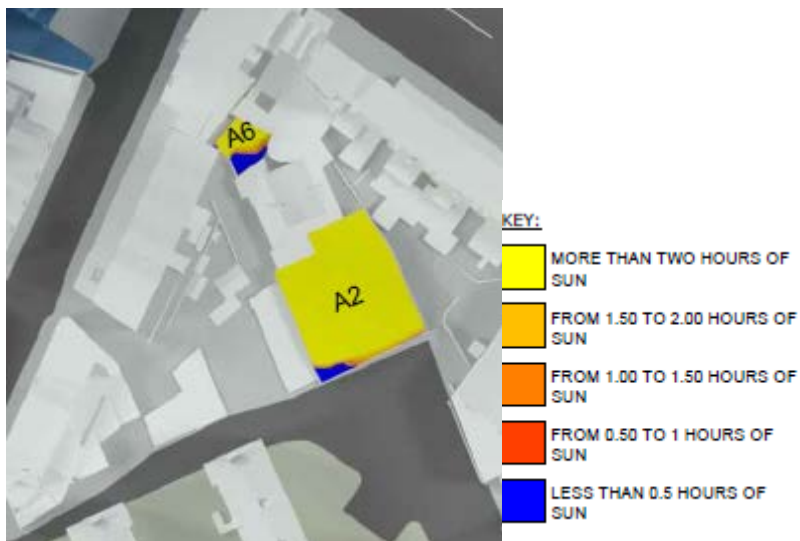 A6
A2
KEY:
MORE THAN TWO HOURS OF
SUN
FROM 1.50 TO 2.00 HOURS OF
SUN
FROM 1.00 TO 1.50 HOURS OF
SUN
FROM 0.50 TO 1 HOURS OF
SUN
LESS THAN 0.5 HOURS OF
SUN